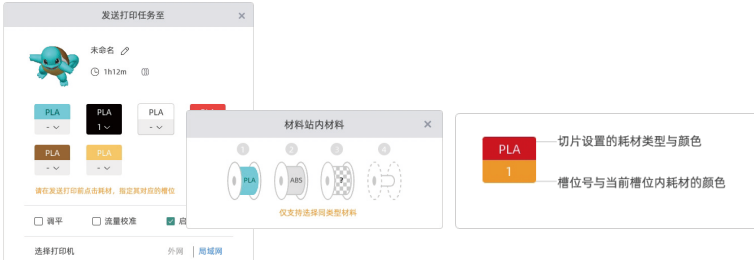 发送打印任务至
未命名
1h12m
PLA
-
PLA
1
PLA
-
PLA
-
PLA
-
请在发送打印前点击耗材，指定其对应的槽位
调平
流量校准
启
选择打印机
外网
局域网
材料站内材料
1
2
3
4
PLA
ABS
?
仅支持选择同类型材料
PLA
1
切片设置的耗材类型与颜色
槽位号与当前槽位内耗材的颜色